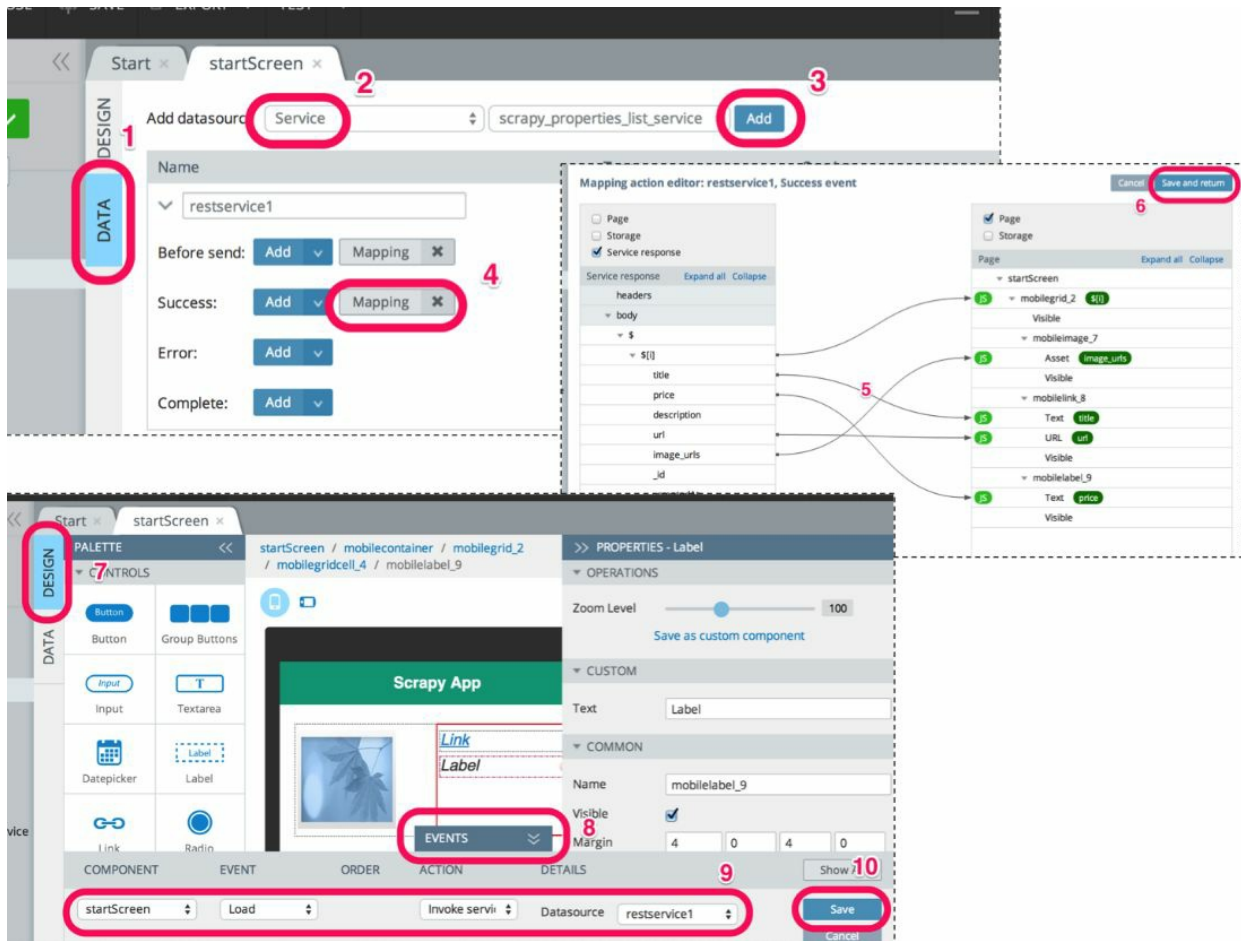 SAVE
EXPORT
TEST
Start ×
startScreen ×
2
3
DESIGN
1
Add datasourc
Service
scrapy_properties_list_service
Add
Name
DATA
restservice1
Before send:
Add
Mapping ✖
4
Success:
Add
Mapping ✖
Error:
Add
Complete:
Add
Mapping action editor: restservice1, Success event
Cancel
Save and return
6
Page
Storage
Service response
Page
Storage
Service response Expand all Collapse
Page Expand all Collapse
headers
body
$
$[i]
title
price
description
url
image_urls
_id
5
startScreen
JS mobilegrid_2 $[i]
Visible
mobileimage_7
JS Asset image_urls
Visible
mobilelink_8
JS Text title
JS URL url
Visible
mobilelabel_9
JS Text price
Visible
Start ×
startScreen ×
DESIGN
7
DATA
PALETTE <<
CONTROLS
Button
Button
Group Buttons
Input
Input
T
Textarea
Datepicker
Label
Label
Link
Radio
vice
startScreen / mobilecontainer / mobilegrid_2
/ mobilegridcell_4 / mobilelabel_9
Scrapy App
Link
Label
>> PROPERTIES - Label
OPERATIONS
Zoom Level 100
Save as custom component
CUSTOM
Text Label
COMMON
Name mobilelabel_9
Visible
Margin 4 0 4 0
EVENTS
8
COMPONENT EVENT ORDER ACTION DETAILS
9
Show
10
startScreen Load Invoke servi Datasource restservice1 Save
Cancel